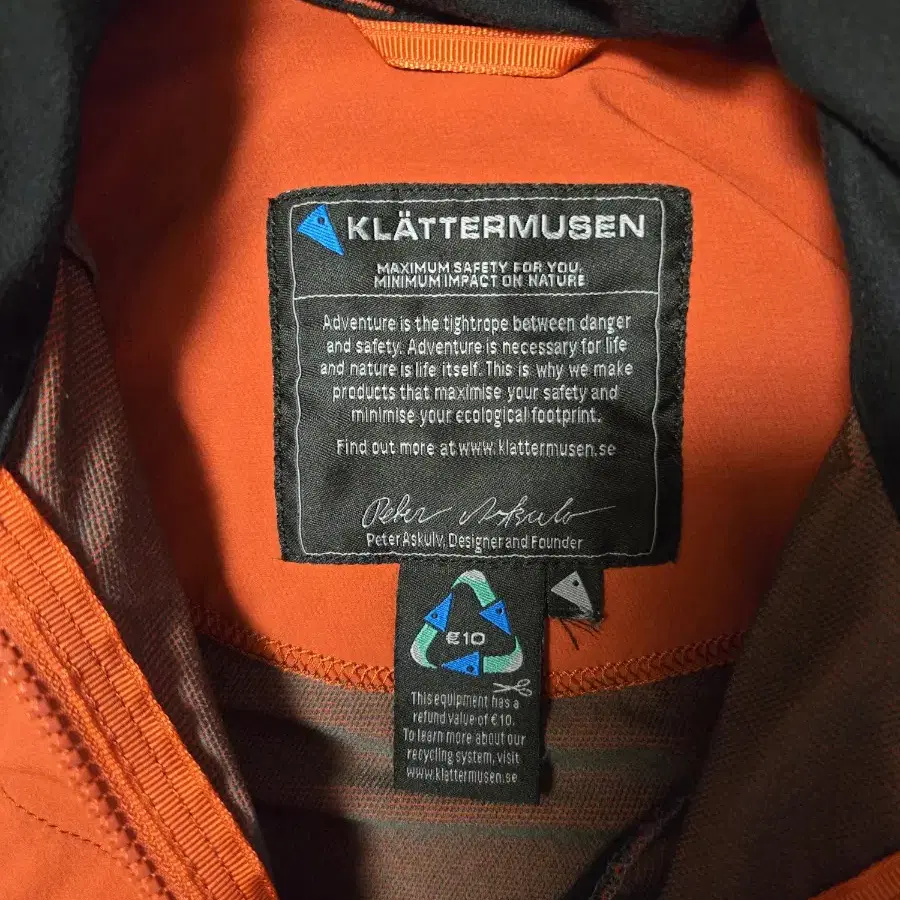 KLÄTTERMUSEN
MAXIMUM SAFETY FOR YOU,
MINIMUM IMPACT ON NATURE
Adventure is the tightrope between danger
and safety. Adventure is necessary for life
and nature is life itself. This is why we make
products that maximise your safety and
minimise your ecological footprint.
Find out more at www.klattermusen.se
Peter Askulv
Peter Askulv, Designer and Founder
€10
This equipment has a
refund value of € 10.
To learn more about our
recycling system, visit
www.klattermusen.se